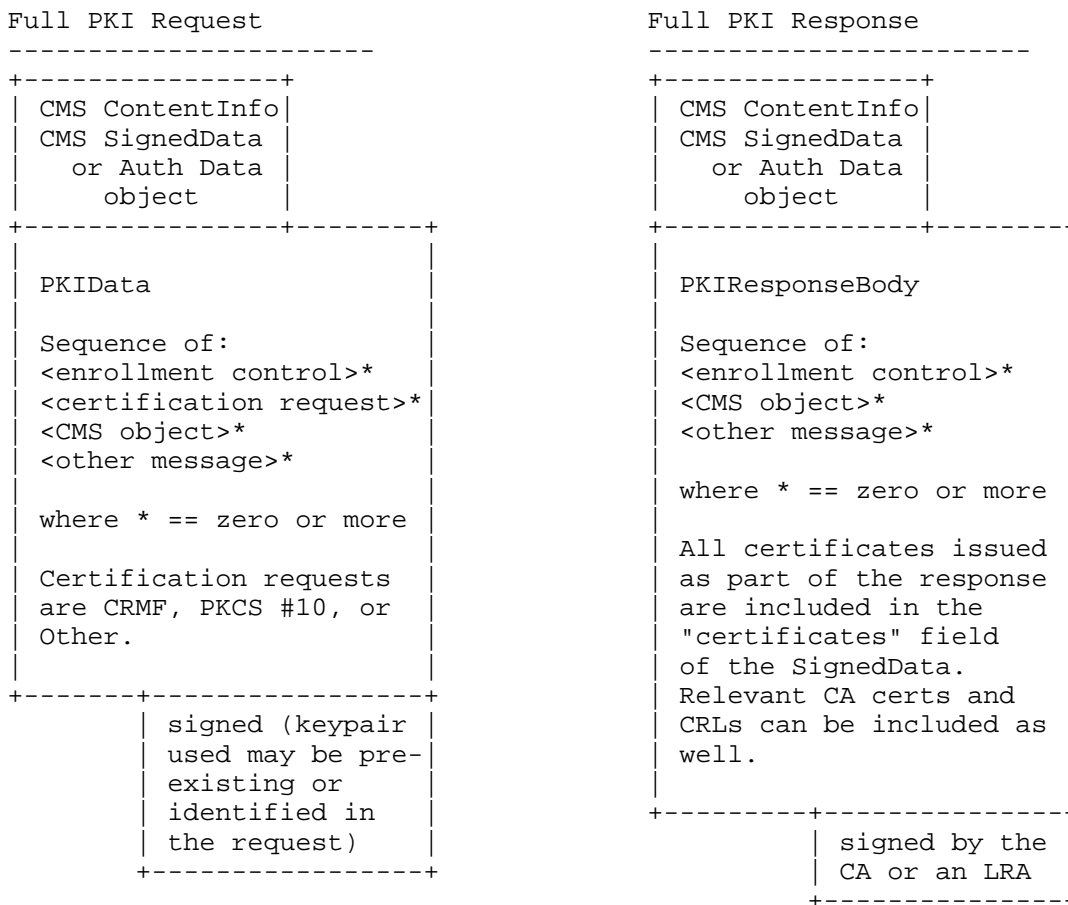 Full PKI Request
Full PKI Response
CMS ContentInfo
CMS SignedData
or Auth Data
object
PKIData
Sequence of:
<enrollment control>*
<certification request>*
<CMS object>*
<other message>*
where * == zero or more
Certification requests
are CRMF, PKCS #10, or
Other.
signed (keypair
used may be pre-
existing or
identified in
the request)
CMS ContentInfo
CMS SignedData
or Auth Data
object
PKIResponseBody
Sequence of:
<enrollment control>*
<CMS object>*
<other message>*
where * == zero or more
All certificates issued
as part of the response
are included in the
"certificates" field
of the SignedData.
Relevant CA certs and
CRLs can be included as
well.
signed by the
CA or an LRA